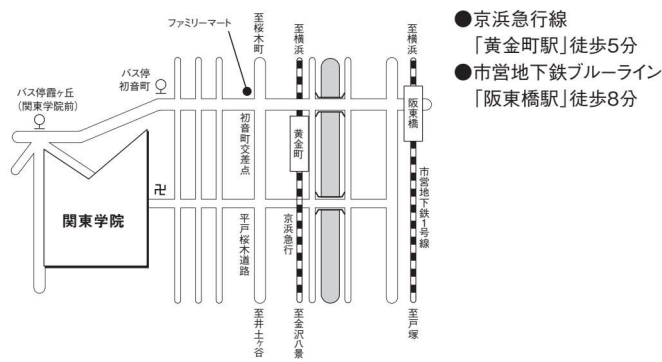 ファミリーマート
至桜木町
至横浜
至横浜
バス停
初音町
バス停霞ヶ丘
(関東学院前)
初音町交差点
黄金町
阪東橋
卍
関東学院
平戸桜木道路
京浜急行
市営地下鉄1号線
至井土ヶ谷
至金沢八景
至戸塚
●京浜急行線
「黄金町駅」徒歩5分
●市営地下鉄ブルーライン
「阪東橋駅」徒歩8分